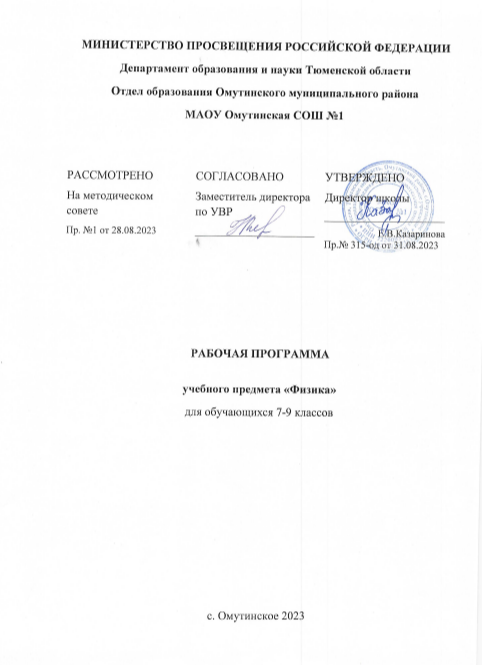 МИНИСТЕРСТВО ПРОСВЕЩЕНИЯ РОССИЙСКОЙ ФЕДЕРАЦИИ
Департамент образования и науки Тюменской области
Отдел образования Омутинского муниципального района
МАОУ Омутинская СОШ №1
РАССМОТРЕНО
На методическом
совете
Пр. №1 от 28.08.2023
СОГЛАСОВАНО
Заместитель директора
по УВР
УТВЕРЖДЕНО
Директор школы
В.В.Казаринова
Пр.№ 315-од от 31.08.2023
РАБОЧАЯ ПРОГРАММА
учебного предмета «Физика»
для обучающихся 7-9 классов
с. Омутинское 2023